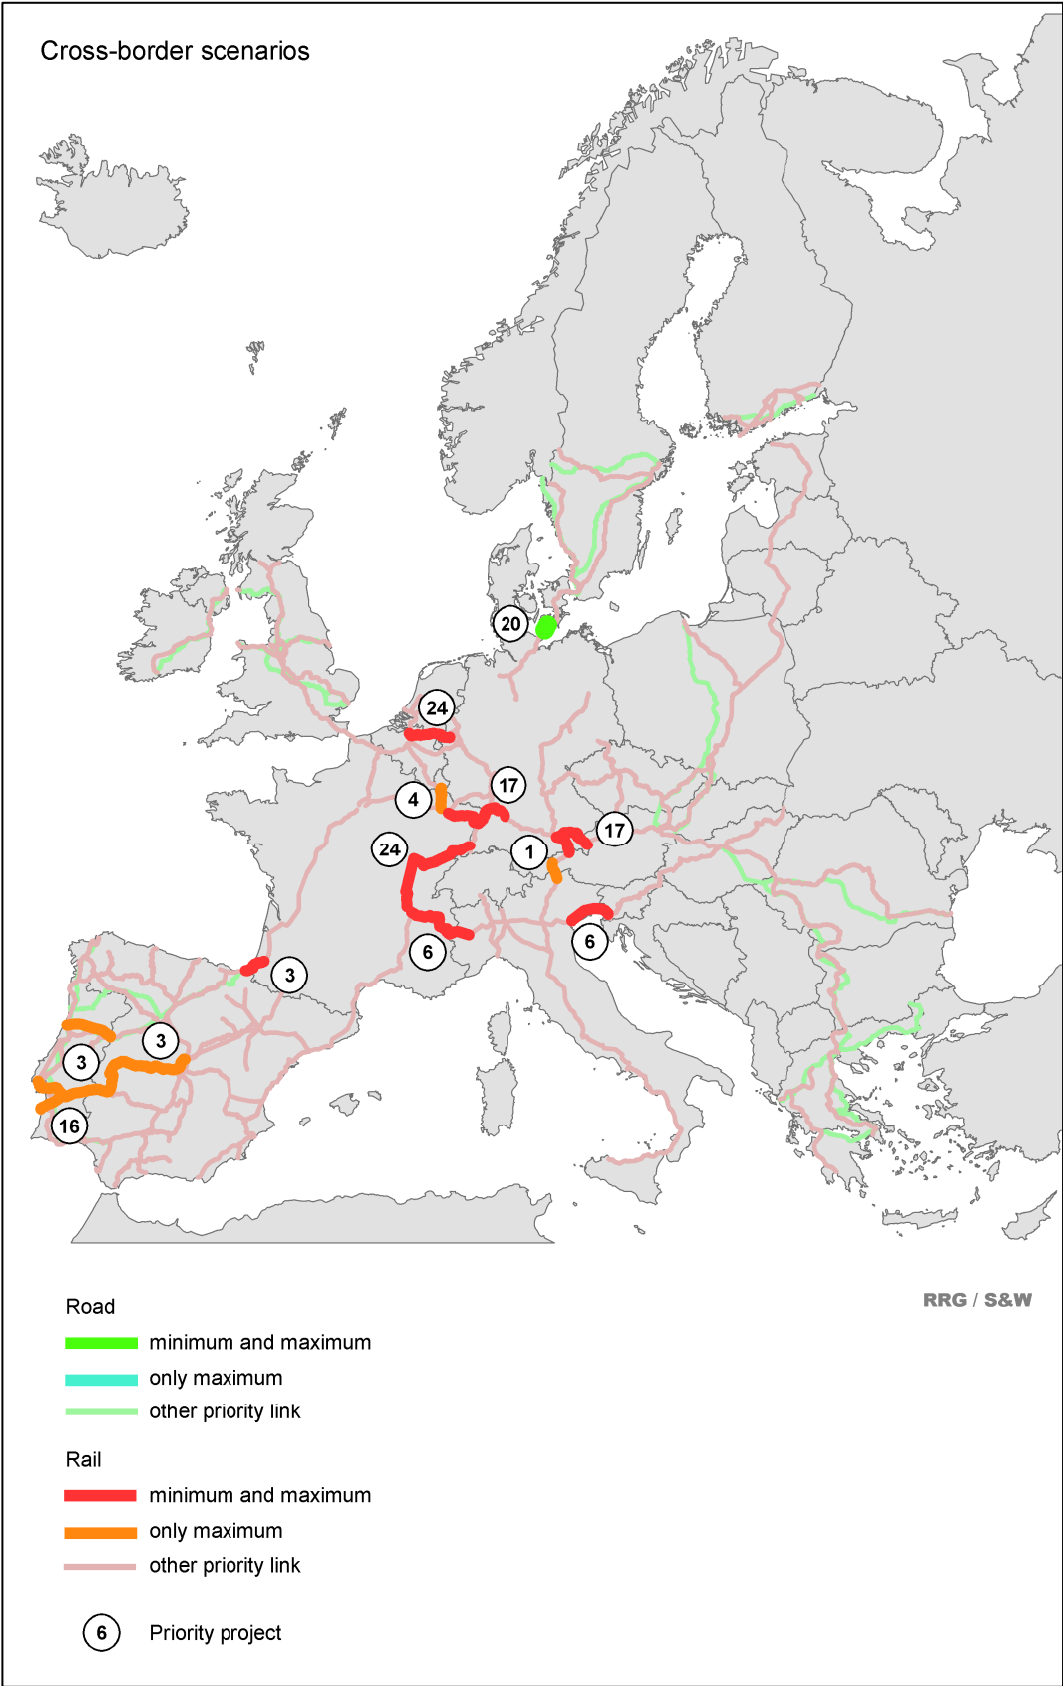 Cross-border scenarios
20
24
17
4
17
24
1
6
6
3
3
3
16
RRG / S&W
Road
minimum and maximum
only maximum
other priority link
Rail
minimum and maximum
only maximum
other priority link
6 Priority project